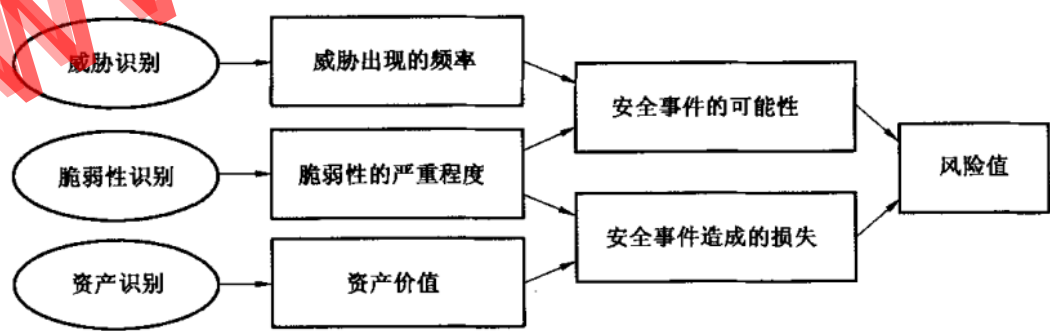 威胁识别
威胁出现的频率
安全事件的可能性
脆弱性识别
脆弱性的严重程度
风险值
安全事件造成的损失
资产识别
资产价值